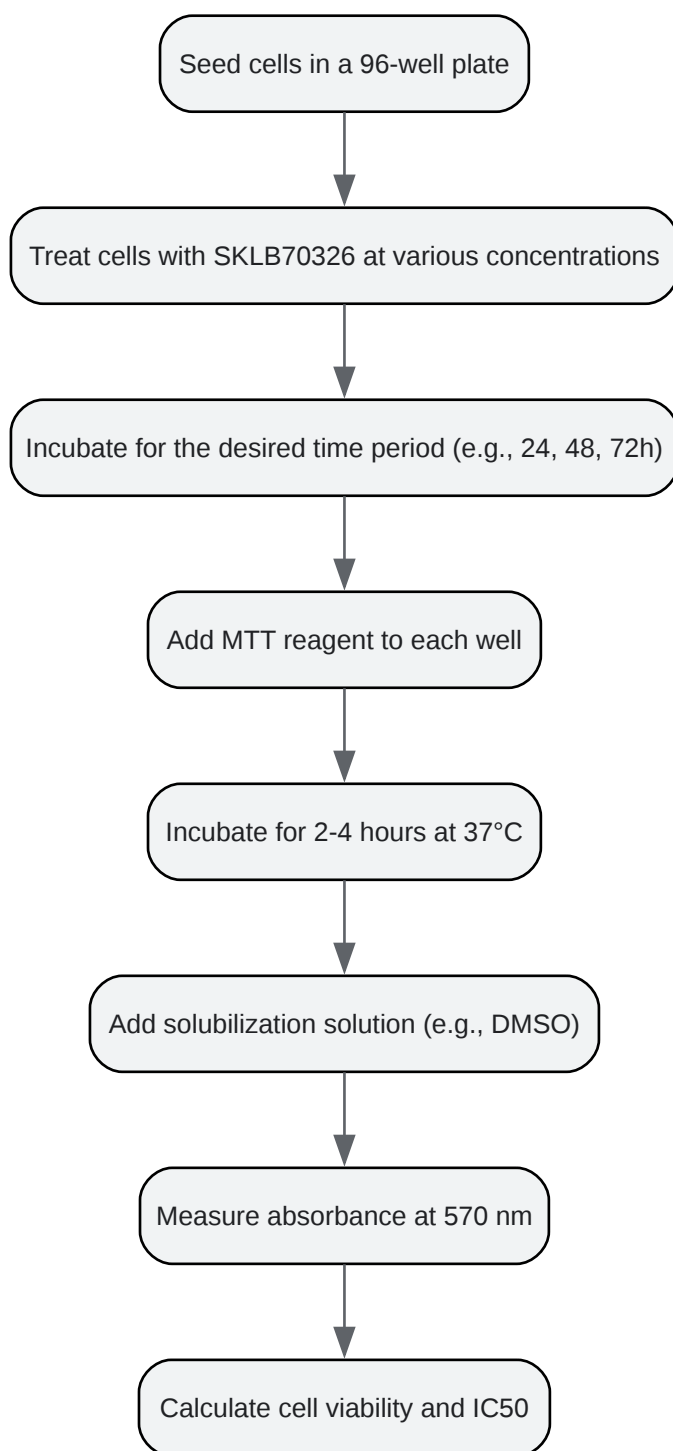 Seed cells in a 96-well plate
Treat cells with SKLB70326 at various concentrations
Incubate for the desired time period (e.g., 24, 48, 72h)
Add MTT reagent to each well
Incubate for 2-4 hours at 37°C
Add solubilization solution (e.g., DMSO)
Measure absorbance at 570 nm
Calculate cell viability and IC50